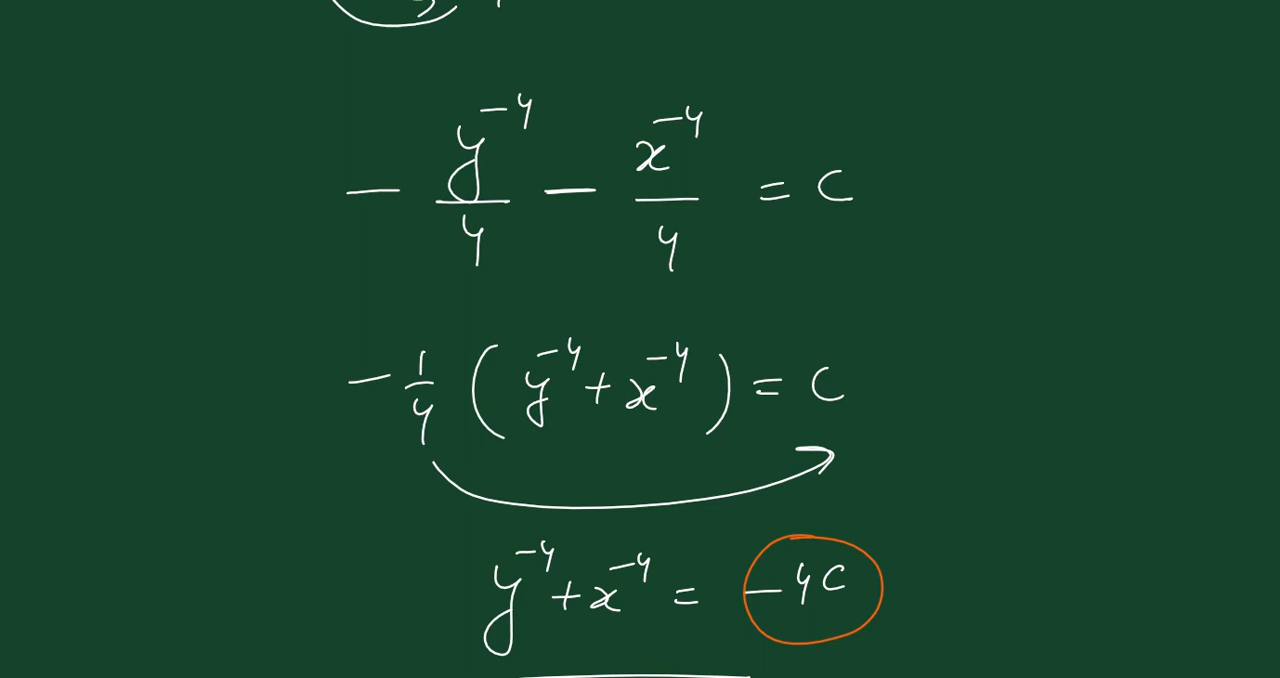 - y^{-4}/4 - x^{-4}/4 = c
- 1/4 ( y^{-4} + x^{-4} ) = c
y^{-4} + x^{-4} = -4c